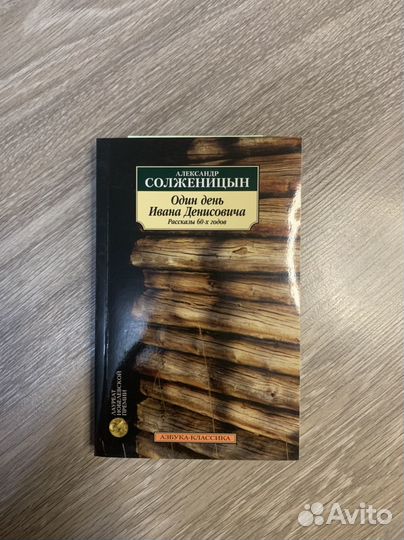 АЛЕКСАНДР
СОЛЖЕНИЦЫН
Один день
Ивана Денисовича
Рассказы 60-х годов
ЛАУРЕАТ
НОБЕЛЕВСКОЙ
ПРЕМИИ
АЗБУКА-КЛАССИКА
Avito